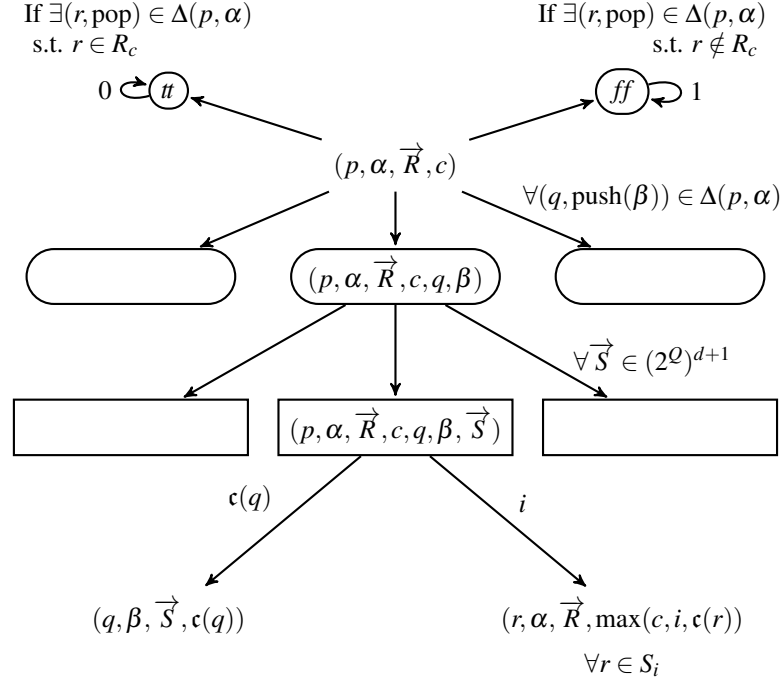 If ∃(r, pop) ∈ Δ(p, α)
s.t. r ∈ R_c
If ∃(r, pop) ∈ Δ(p, α)
s.t. r ∉ R_c
0
tt
ff
1
(p, α, R⃗, c)
∀(q, push(β)) ∈ Δ(p, α)
(p, α, R⃗, c, q, β)
∀S⃗ ∈ (2^Q)^{d+1}
(p, α, R⃗, c, q, β, S⃗)
𝔠(q)
i
(q, β, S⃗, 𝔠(q))
(r, α, R⃗, max(c, i, 𝔠(r))
∀r ∈ S_i